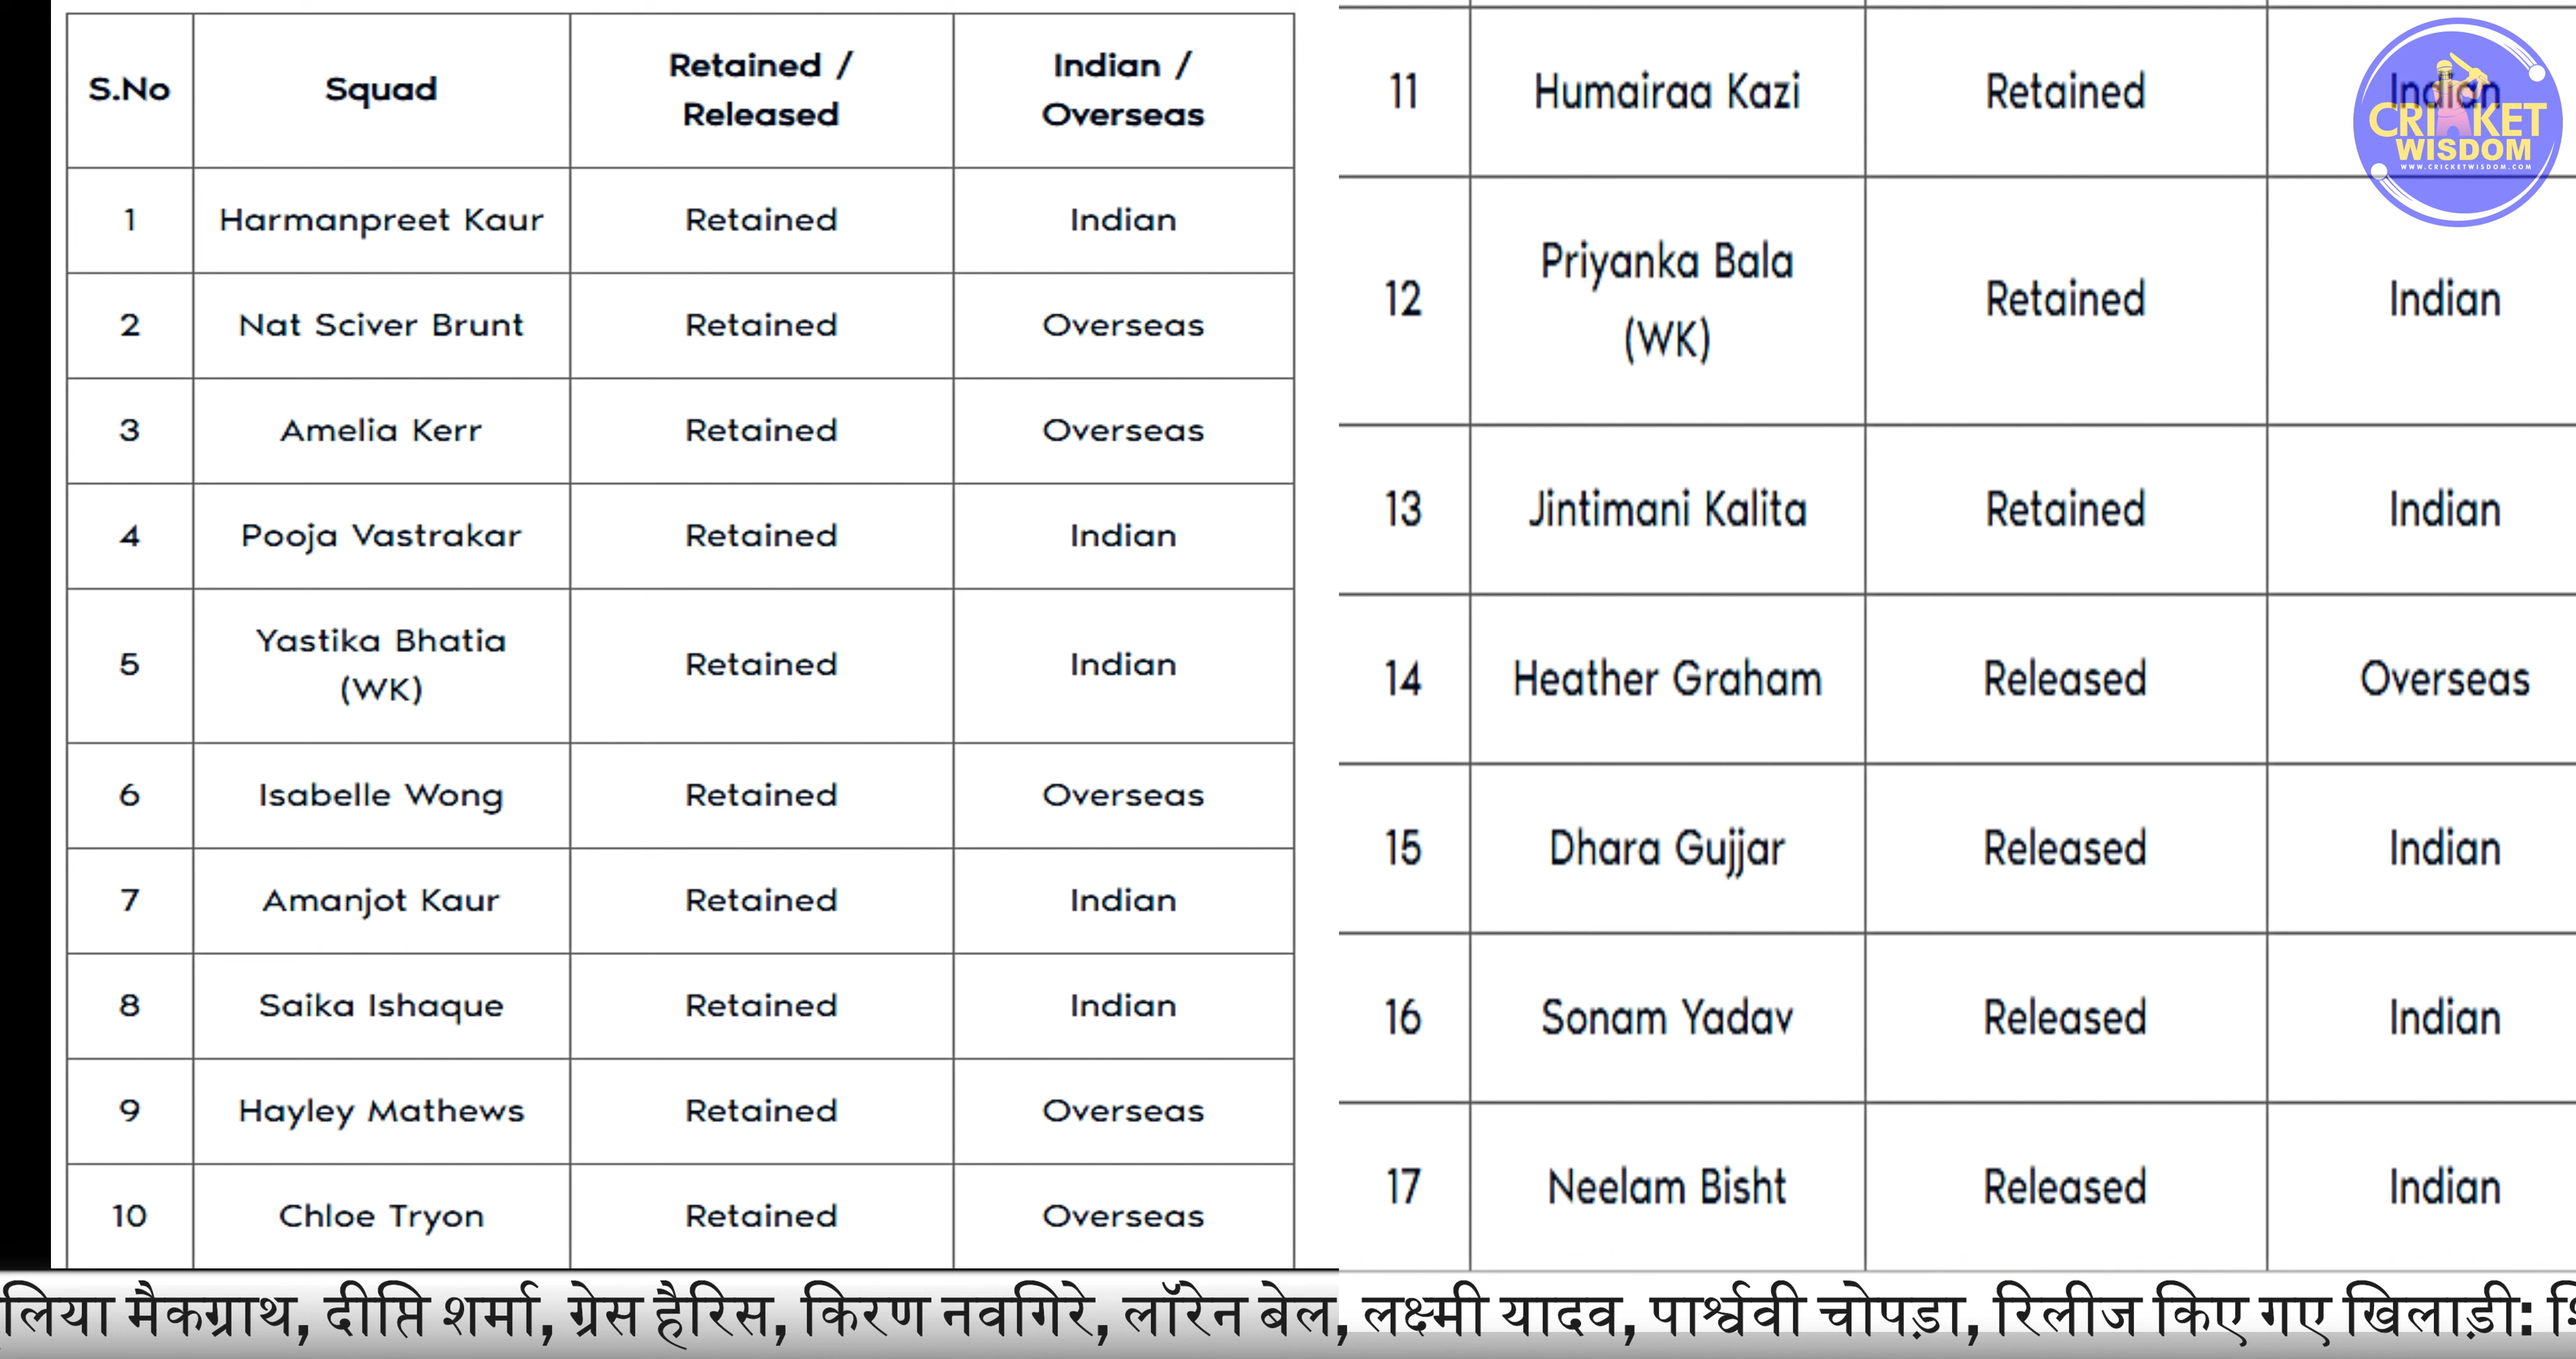 S.No Squad Retained / Released Indian / Overseas
1 Harmanpreet Kaur Retained Indian
2 Nat Sciver Brunt Retained Overseas
3 Amelia Kerr Retained Overseas
4 Pooja Vastrakar Retained Indian
5 Yastika Bhatia (WK) Retained Indian
6 Isabelle Wong Retained Overseas
7 Amanjot Kaur Retained Indian
8 Saika Ishaque Retained Indian
9 Hayley Mathews Retained Overseas
10 Chloe Tryon Retained Overseas
11 Humairaa Kazi Retained Indian
12 Priyanka Bala (WK) Retained Indian
13 Jintimani Kalita Retained Indian
14 Heather Graham Released Overseas
15 Dhara Gujjar Released Indian
16 Sonam Yadav Released Indian
17 Neelam Bisht Released Indian
CRICKET
WISDOM
WWW.CRICKETWISDOM.COM
लिया मैकग्राथ, दीप्ति शर्मा, ग्रेस हैरिस, किरण नवगिरे, लॉरेन बेल, लक्ष्मी यादव, पार्श्ववी चोपड़ा, रिलीज किए गए खिलाड़ी: